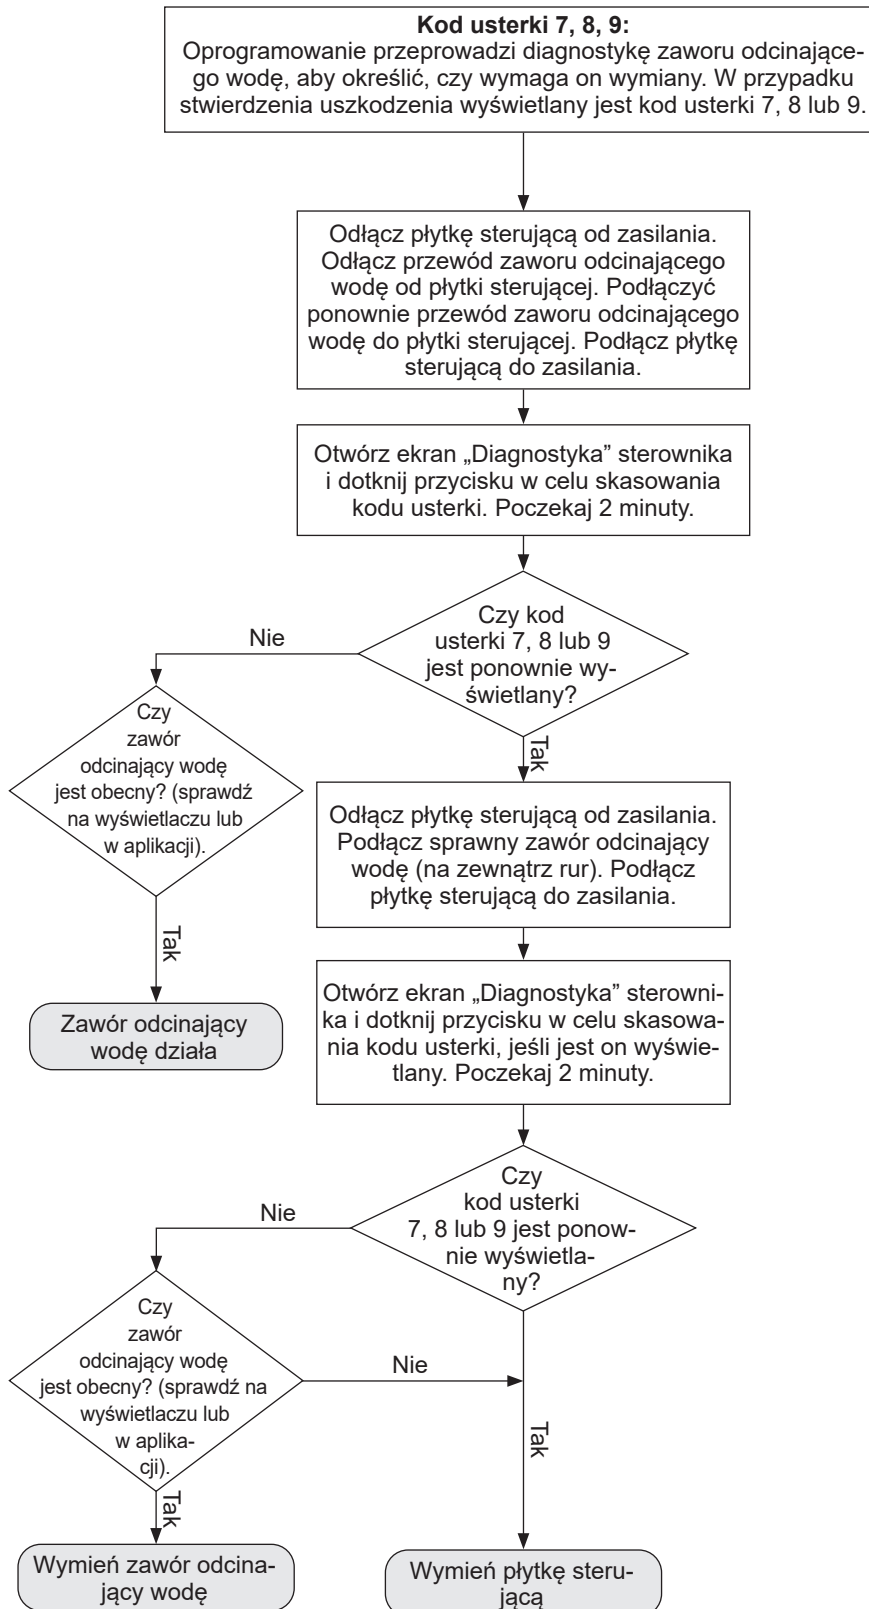 Kod usterki 7, 8, 9:
Oprogramowanie przeprowadzi diagnostykę zaworu odcinające-
go wodę, aby określić, czy wymaga on wymiany. W przypadku
stwierdzenia uszkodzenia wyświetlany jest kod usterki 7, 8 lub 9.
Odłącz płytkę sterującą od zasilania.
Odłącz przewód zaworu odcinającego
wodę od płytki sterującej. Podłączyć
ponownie przewód zaworu odcinającego
wodę do płytki sterującej. Podłącz płytkę
sterującą do zasilania.
Otwórz ekran „Diagnostyka” sterownika
i dotknij przycisku w celu skasowania
kodu usterki. Poczekaj 2 minuty.
Czy kod
usterki 7, 8 lub 9
jest ponownie wy-
świetlany?
Nie
Tak
Czy
zawór
odcinający wodę
jest obecny? (sprawdź
na wyświetlaczu lub
w aplikacji).
Tak
Zawór odcinający
wodę działa
Odłącz płytkę sterującą od zasilania.
Podłącz sprawny zawór odcinający
wodę (na zewnątrz rur). Podłącz
płytkę sterującą do zasilania.
Otwórz ekran „Diagnostyka” sterowni-
ka i dotknij przycisku w celu skasowa-
nia kodu usterki, jeśli jest on wyświe-
tlany. Poczekaj 2 minuty.
Czy
kod usterki
7, 8 lub 9 jest ponow-
nie wyświetla-
ny?
Nie
Tak
Czy
zawór
odcinający wodę
jest obecny? (sprawdź na
wyświetlaczu lub
w aplika-
cji).
Nie
Tak
Wymień zawór odcina-
jący wodę
Wymień płytkę steru-
jącą